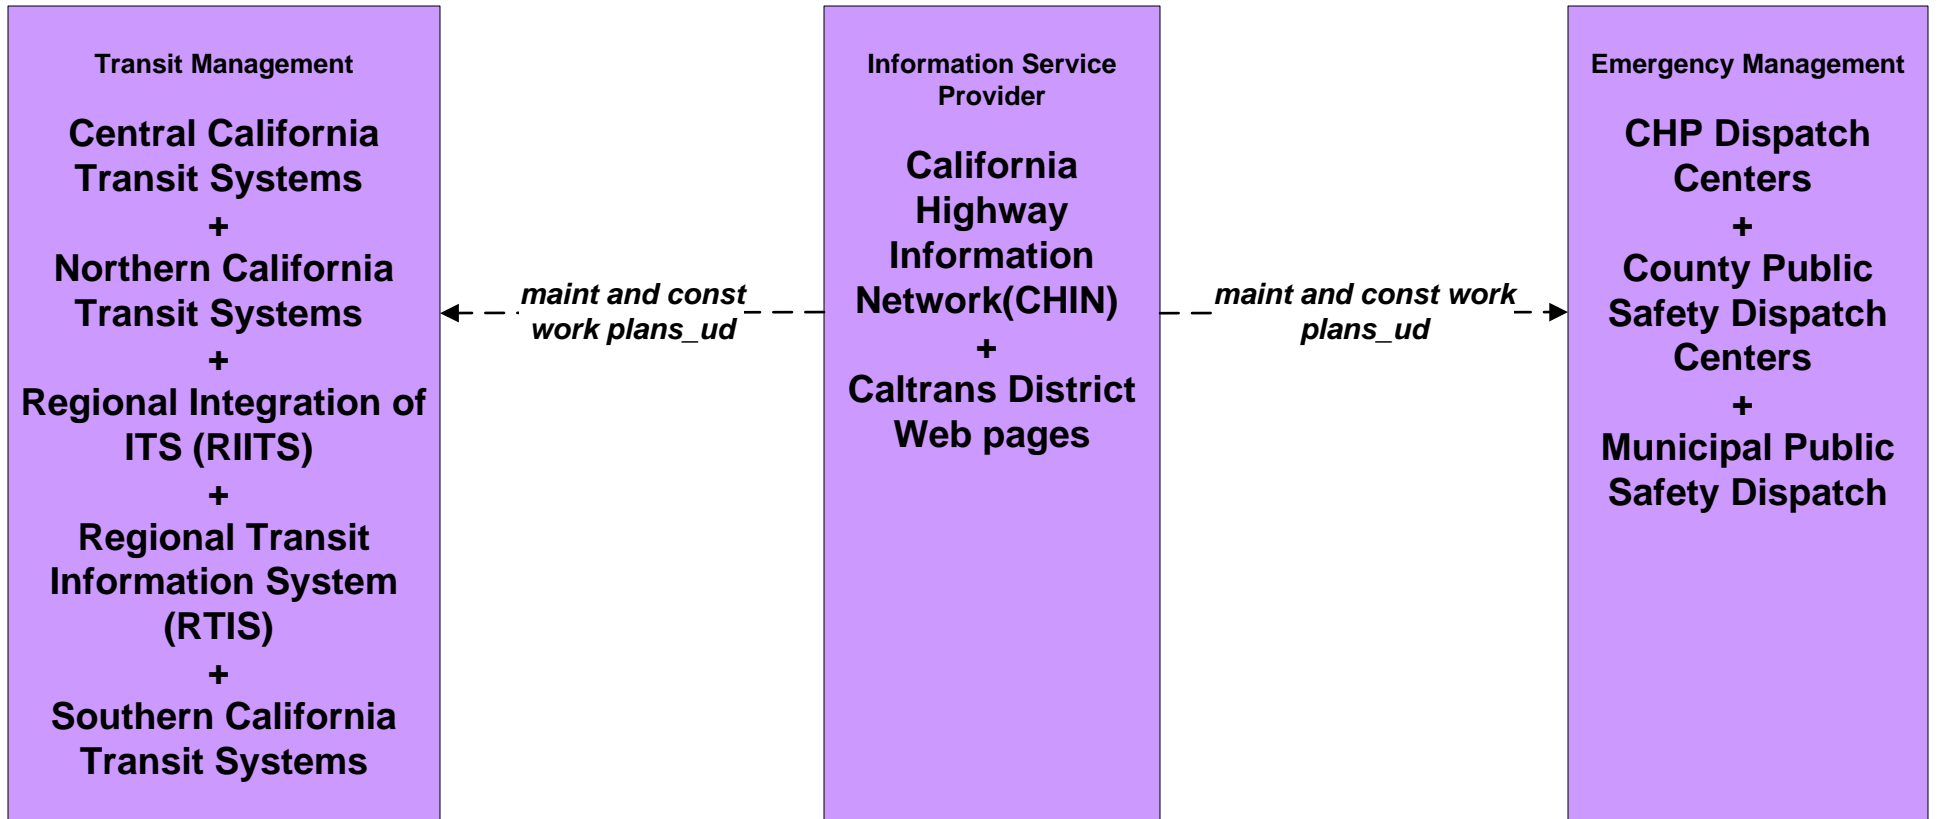 Transit Management
Central California
Transit Systems
+
Northern California
Transit Systems
+
Regional Integration of
ITS (RIITS)
+
Regional Transit
Information System
(RTIS)
+
Southern California
Transit Systems
maint and const
work plans_ud
Information Service
Provider
California
Highway
Information
Network(CHIN)
+
Caltrans District
Web pages
maint and const work
plans_ud
Emergency Management
CHP Dispatch
Centers
+
County Public
Safety Dispatch
Centers
+
Municipal Public
Safety Dispatch